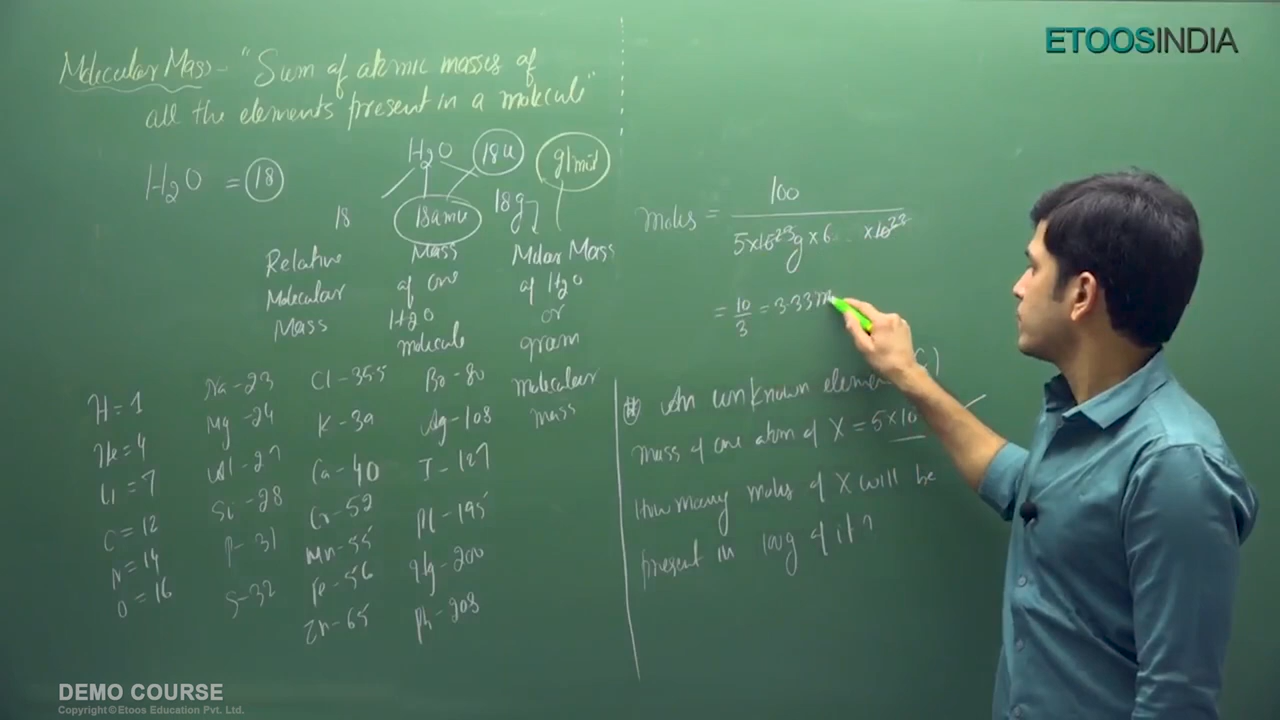 ETOOSINDIA
Molecular Mass - "Sum of atomic masses of
all the elements present in a molecule"
H2O = 18
H2O 18u g/mol
18 18amu 18g
Relative Molecular Mass
Mass of one H2O molecule
Molar Mass of H2O or gram molecular mass
H = 1
He = 4
Li = 7
C = 12
N = 14
O = 16
Na - 23
Mg - 24
Al - 27
Si - 28
P - 31
S - 32
Cl - 35.5
K - 39
Ca - 40
Cr - 52
Mn - 55
Fe - 56
Zn - 65
Br - 80
Ag - 108
I - 127
Pt - 195
Hg - 200
Pb - 208
moles = 100
5×10-23g × 6 ×1023
= 10/3 = 3.33 m
# An unknown element
mass of one atom of X = 5×10
How many moles of X will be
present in 100g of it?
DEMO COURSE
Copyright © Etoos Education Pvt. Ltd.